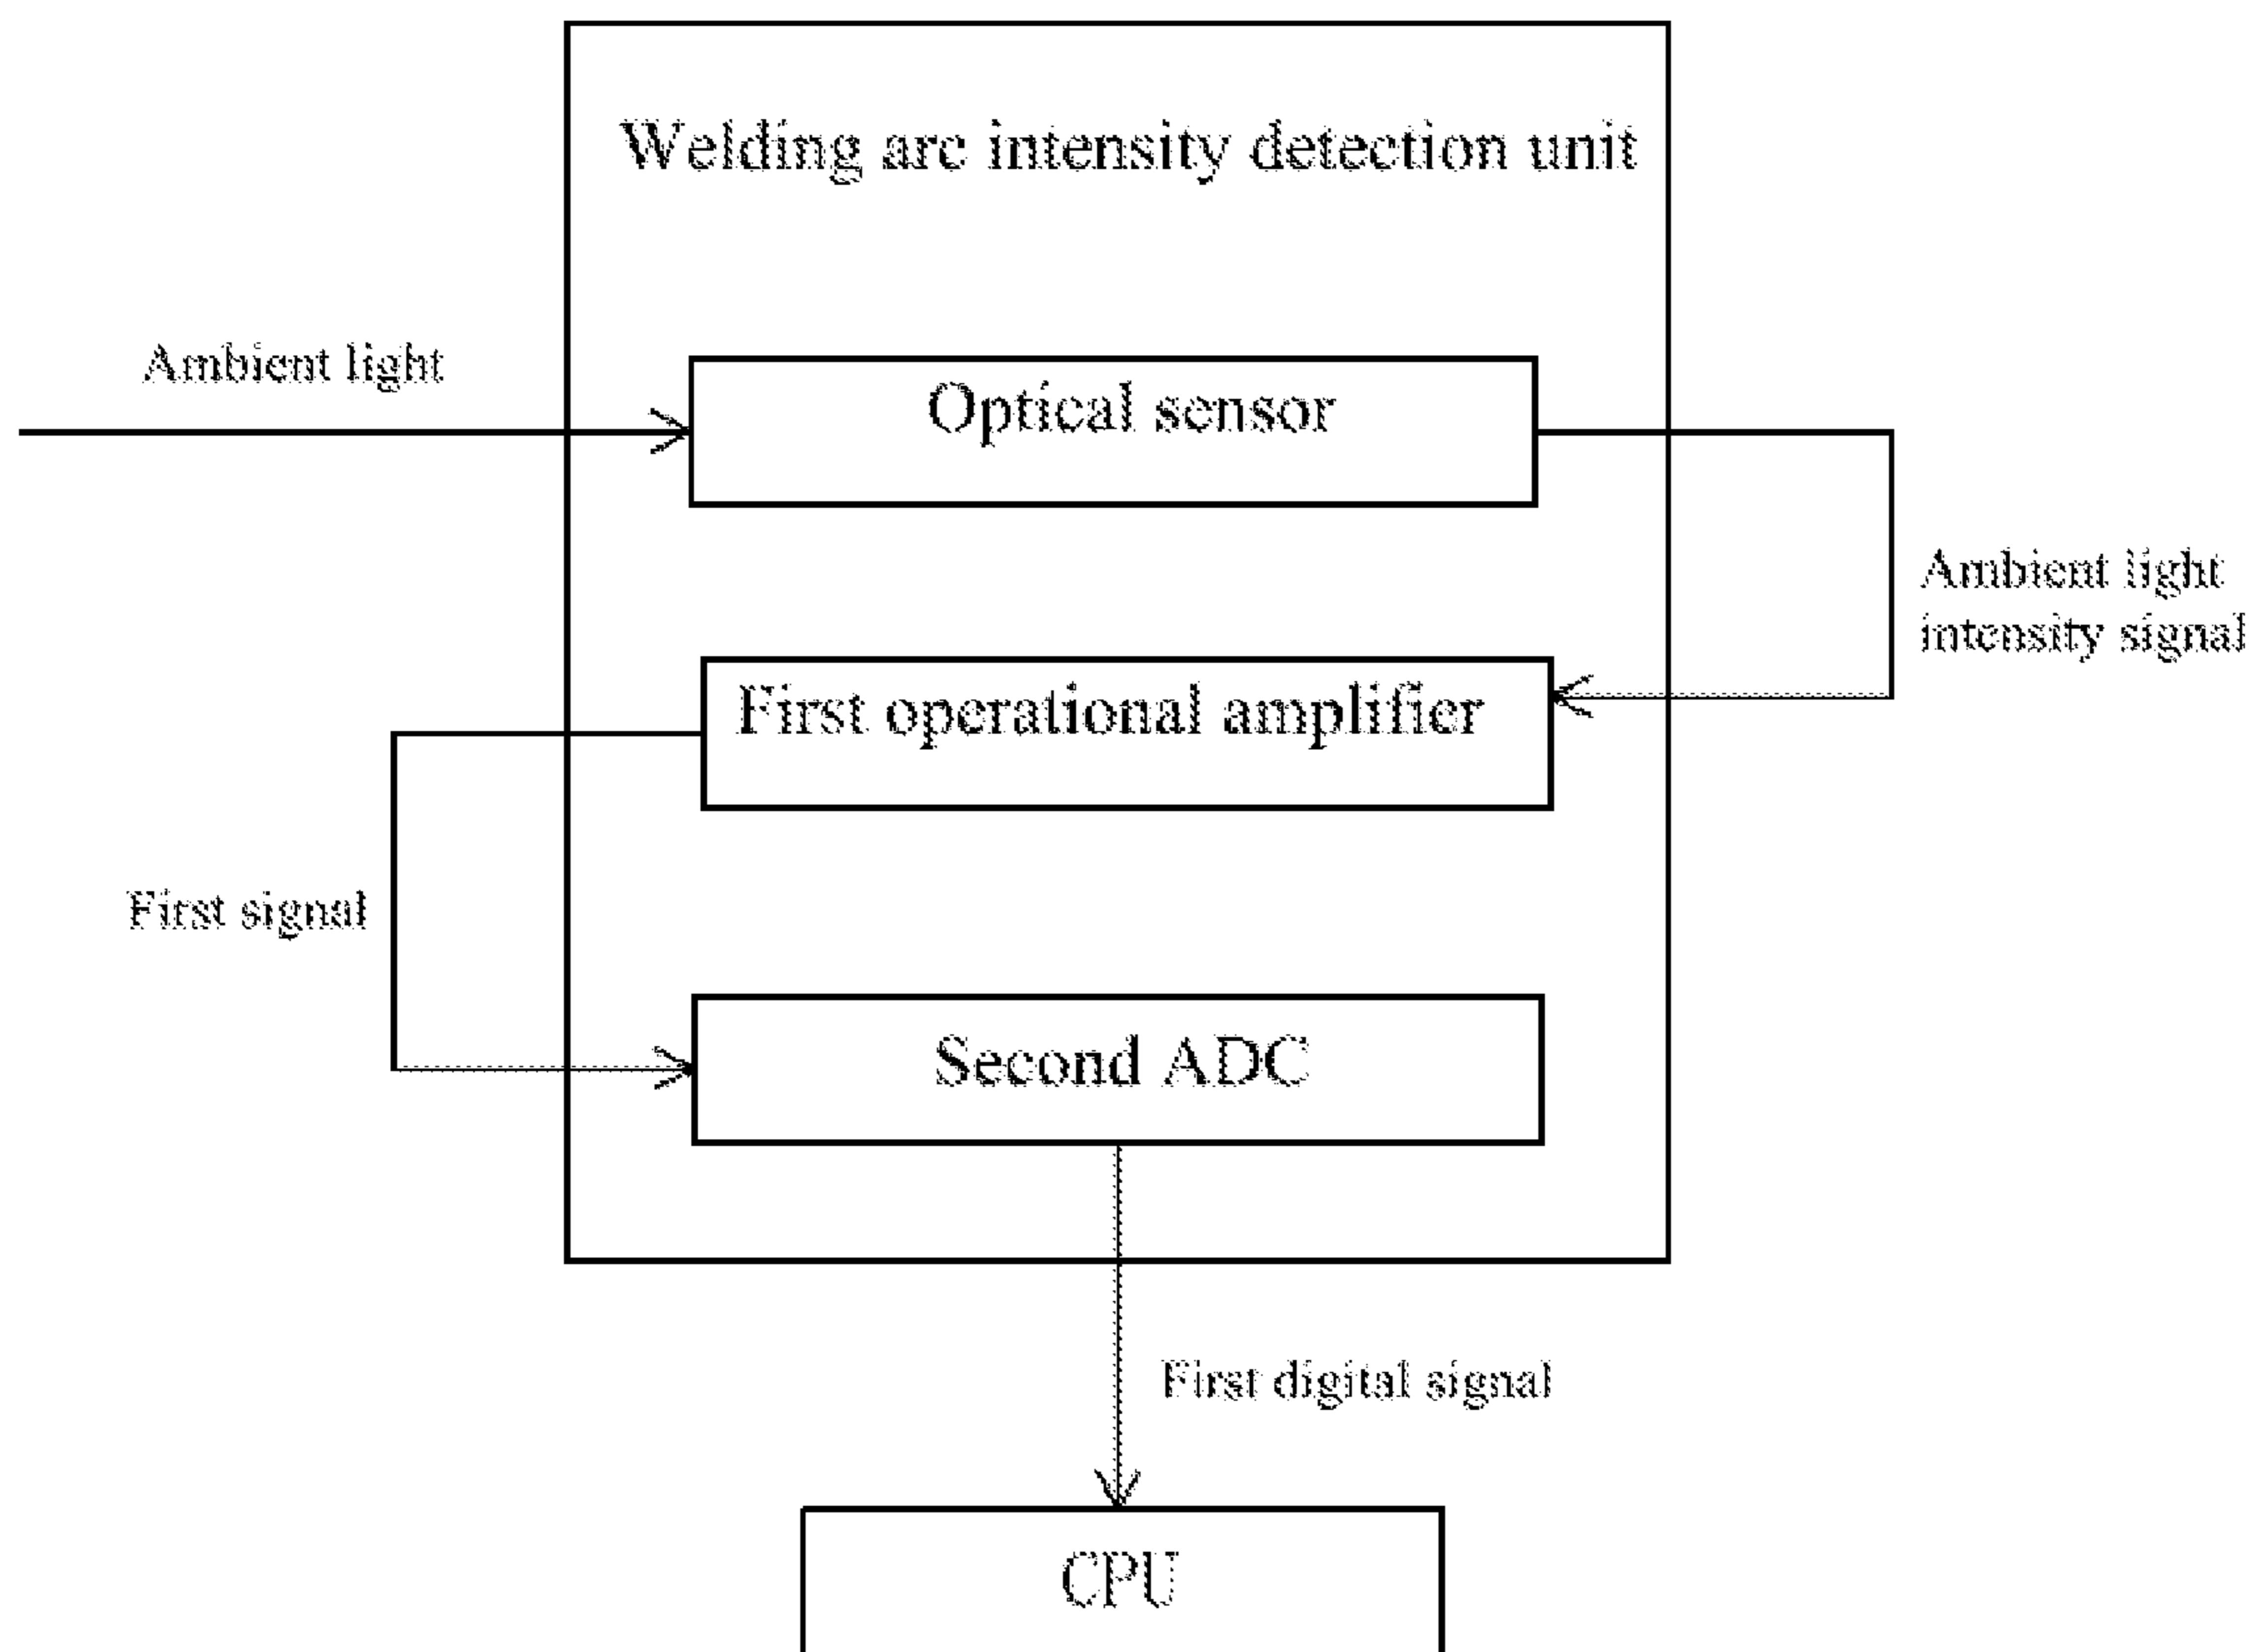 Welding arc intensity detection unit
Ambient light
Optical sensor
Ambient light
intensity signal
First operational amplifier
First signal
Second ADC
First digital signal
CPU